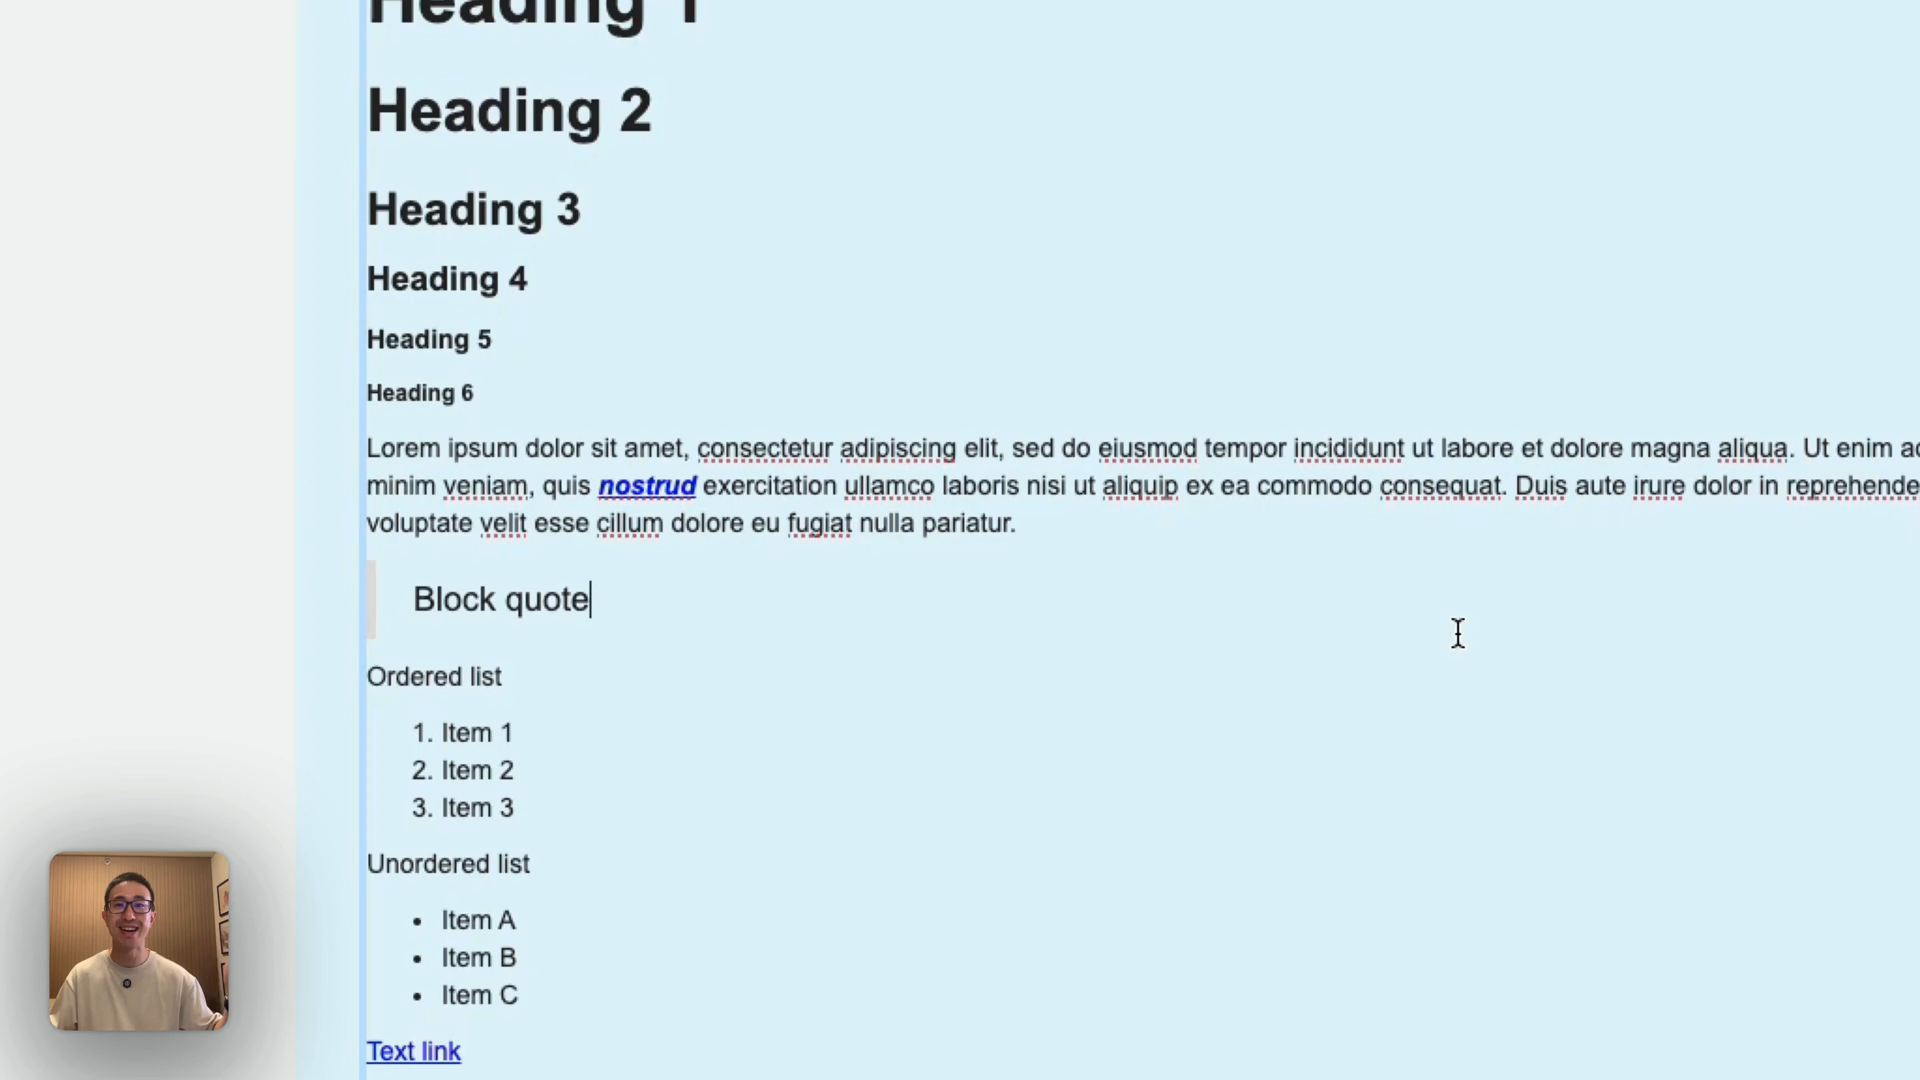 Heading 1
Heading 2
Heading 3
Heading 4
Heading 5
Heading 6
Lorem ipsum dolor sit amet, consectetur adipiscing elit, sed do eiusmod tempor incididunt ut labore et dolore magna aliqua. Ut enim
minim veniam, quis nostrud exercitation ullamco laboris nisi ut aliquip ex ea commodo consequat. Duis aute irure dolor in reprehende
voluptate velit esse cillum dolore eu fugiat nulla pariatur.
Block quote
Ordered list
1. Item 1
2. Item 2
3. Item 3
Unordered list
• Item A
• Item B
• Item C
Text link